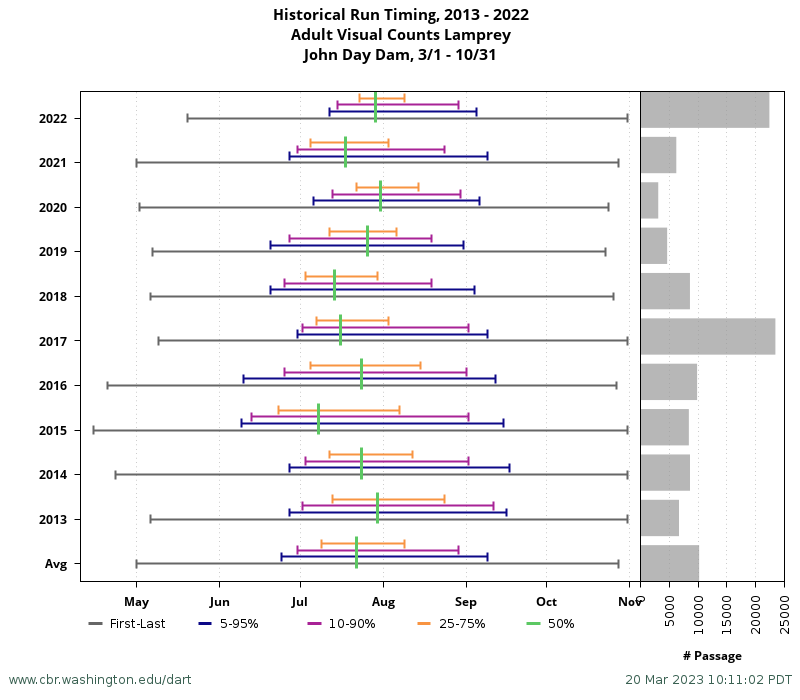 Historical Run Timing, 2013 - 2022
Adult Visual Counts Lamprey
John Day Dam, 3/1 - 10/31
2022
2021
2020
2019
2018
2017
2016
2015
2014
2013
Avg
May Jun Jul Aug Sep Oct Nov
0 5000 10000 15000 20000 25000
First-Last 5-95% 10-90% 25-75% 50%
# Passage
www.cbr.washington.edu/dart 20 Mar 2023 10:11:02 PDT